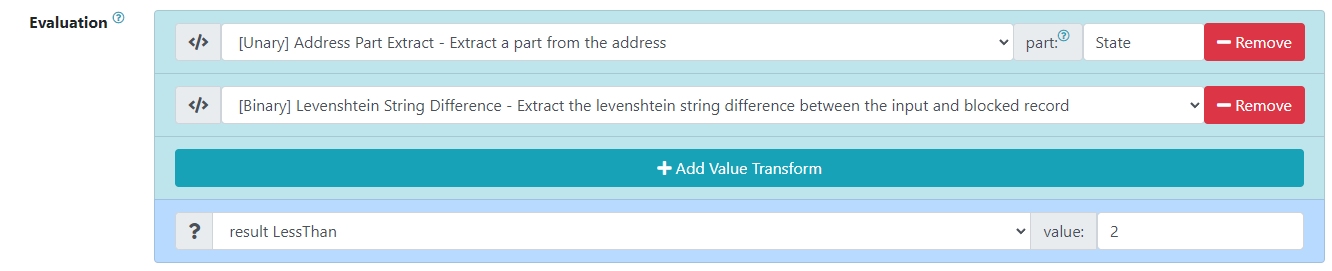 Evaluation ?
</> [Unary] Address Part Extract - Extract a part from the address part:? State Remove
</> [Binary] Levenshtein String Difference - Extract the levenshtein string difference between the input and blocked record Remove
Add Value Transform
? result LessThan value: 2